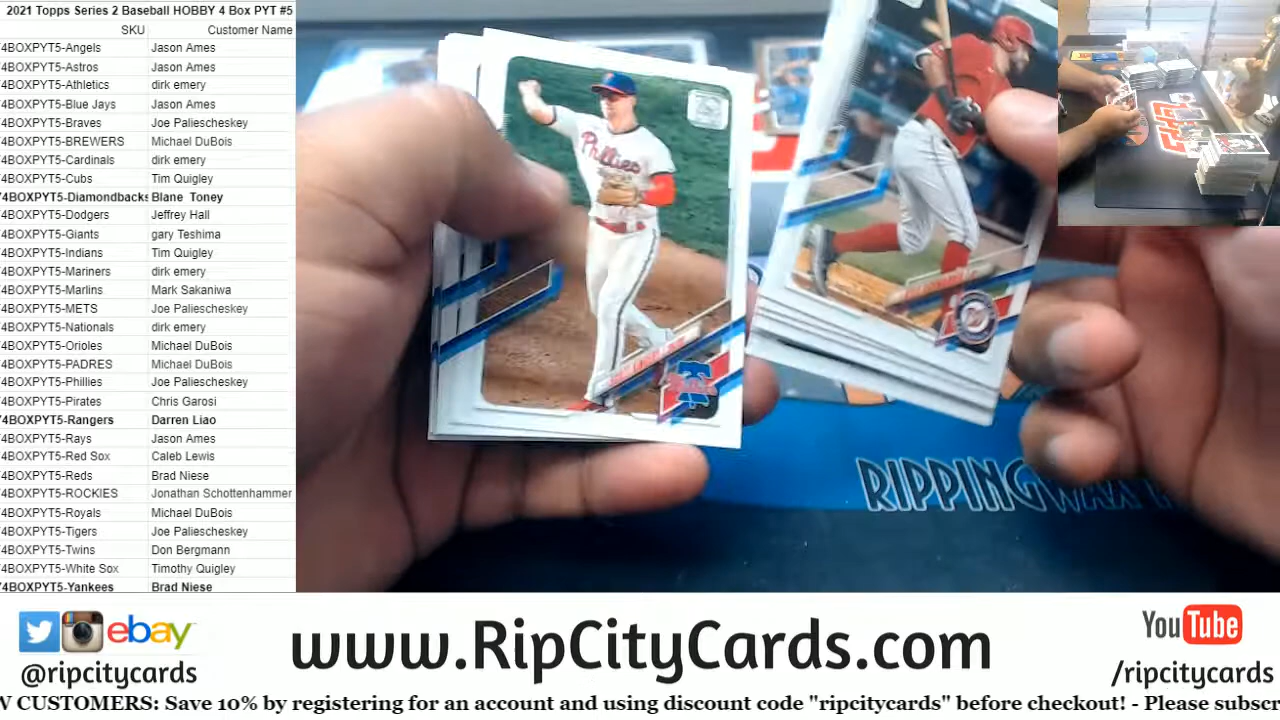 2021 Topps Series 2 Baseball HOBBY 4 Box PYT #5
SKU Customer Name
4BOXPYT5-Angels Jason Ames
4BOXPYT5-Astros Jason Ames
4BOXPYT5-Athletics dirk emery
4BOXPYT5-Blue Jays Jason Ames
4BOXPYT5-Braves Joe Paliescheskey
4BOXPYT5-BREWERS Michael DuBois
4BOXPYT5-Cardinals dirk emery
4BOXPYT5-Cubs Tim Quigley
4BOXPYT5-Diamondbacks Blane Toney
4BOXPYT5-Dodgers Jeffrey Hall
4BOXPYT5-Giants gary Teshima
4BOXPYT5-Indians Tim Quigley
4BOXPYT5-Mariners dirk emery
4BOXPYT5-Marlins Mark Sakaniwa
4BOXPYT5-METS Joe Paliescheskey
4BOXPYT5-Nationals dirk emery
4BOXPYT5-Orioles Michael DuBois
4BOXPYT5-PADRES Michael DuBois
4BOXPYT5-Phillies Joe Paliescheskey
4BOXPYT5-Pirates Chris Garosi
4BOXPYT5-Rangers Darren Liao
4BOXPYT5-Rays Jason Ames
4BOXPYT5-Red Sox Caleb Lewis
4BOXPYT5-Reds Brad Niese
4BOXPYT5-ROCKIES Jonathan Schottenhammer
4BOXPYT5-Royals Michael DuBois
4BOXPYT5-Tigers Joe Paliescheskey
4BOXPYT5-Twins Don Bergmann
4BOXPYT5-White Sox Timothy Quigley
4BOXPYT5-Yankees Brad Niese
Phillies
RIPPINGWAX
ebay
@ripcitycards
www.RipCityCards.com
YouTube
/ripcitycards
W CUSTOMERS: Save 10% by registering for an account and using discount code "ripcitycards" before checkout! - Please subscr